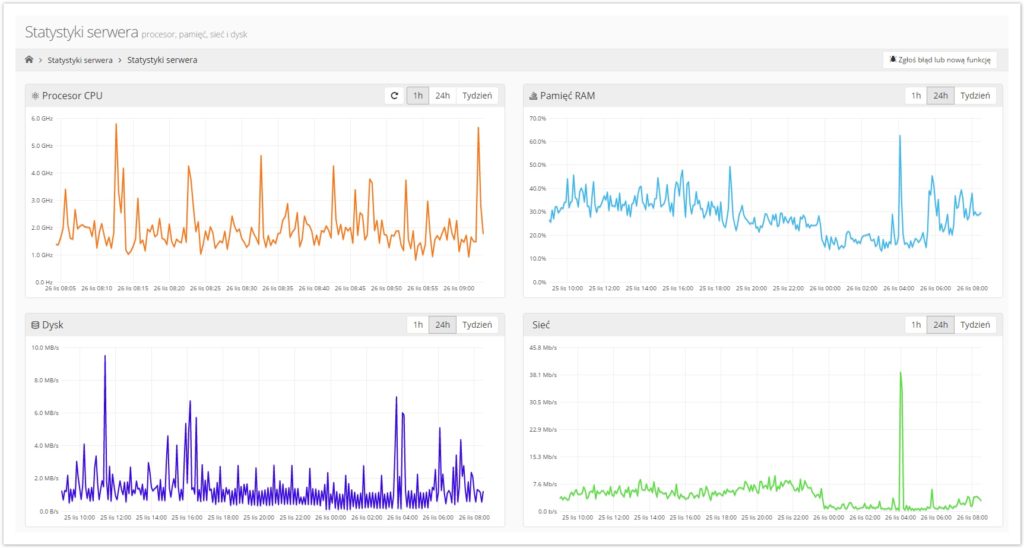 Statystyki serwera procesor, pamięć, sieć i dysk
Statystyki serwera > Statystyki serwera
Zgłoś błąd lub nową funkcję
Procesor CPU
1h 24h Tydzień
6.0 GHz
5.0 GHz
4.0 GHz
3.0 GHz
2.0 GHz
1.0 GHz
0.0 GHz
26 lis 08:05 26 lis 08:10 26 lis 08:15 26 lis 08:20 26 lis 08:25 26 lis 08:30 26 lis 08:35 26 lis 08:40 26 lis 08:45 26 lis 08:50 26 lis 08:55 26 lis 09:00
Pamięć RAM
1h 24h Tydzień
70.0%
60.0%
50.0%
40.0%
30.0%
20.0%
10.0%
0.0%
25 lis 10:00 25 lis 12:00 25 lis 14:00 25 lis 16:00 25 lis 18:00 25 lis 20:00 25 lis 22:00 26 lis 00:00 26 lis 02:00 26 lis 04:00 26 lis 06:00 26 lis 08:00
Dysk
1h 24h Tydzień
10.0 MB/s
8.0 MB/s
6.0 MB/s
4.0 MB/s
2.0 MB/s
0.0 B/s
25 lis 10:00 25 lis 12:00 25 lis 14:00 25 lis 16:00 25 lis 18:00 25 lis 20:00 25 lis 22:00 26 lis 00:00 26 lis 02:00 26 lis 04:00 26 lis 06:00 26 lis 08:00
Sieć
1h 24h Tydzień
45.8 Mb/s
38.1 Mb/s
30.5 Mb/s
22.9 Mb/s
15.3 Mb/s
7.6 Mb/s
0.0 b/s
25 lis 10:00 25 lis 12:00 25 lis 14:00 25 lis 16:00 25 lis 18:00 25 lis 20:00 25 lis 22:00 26 lis 00:00 26 lis 02:00 26 lis 04:00 26 lis 06:00 26 lis 08:00